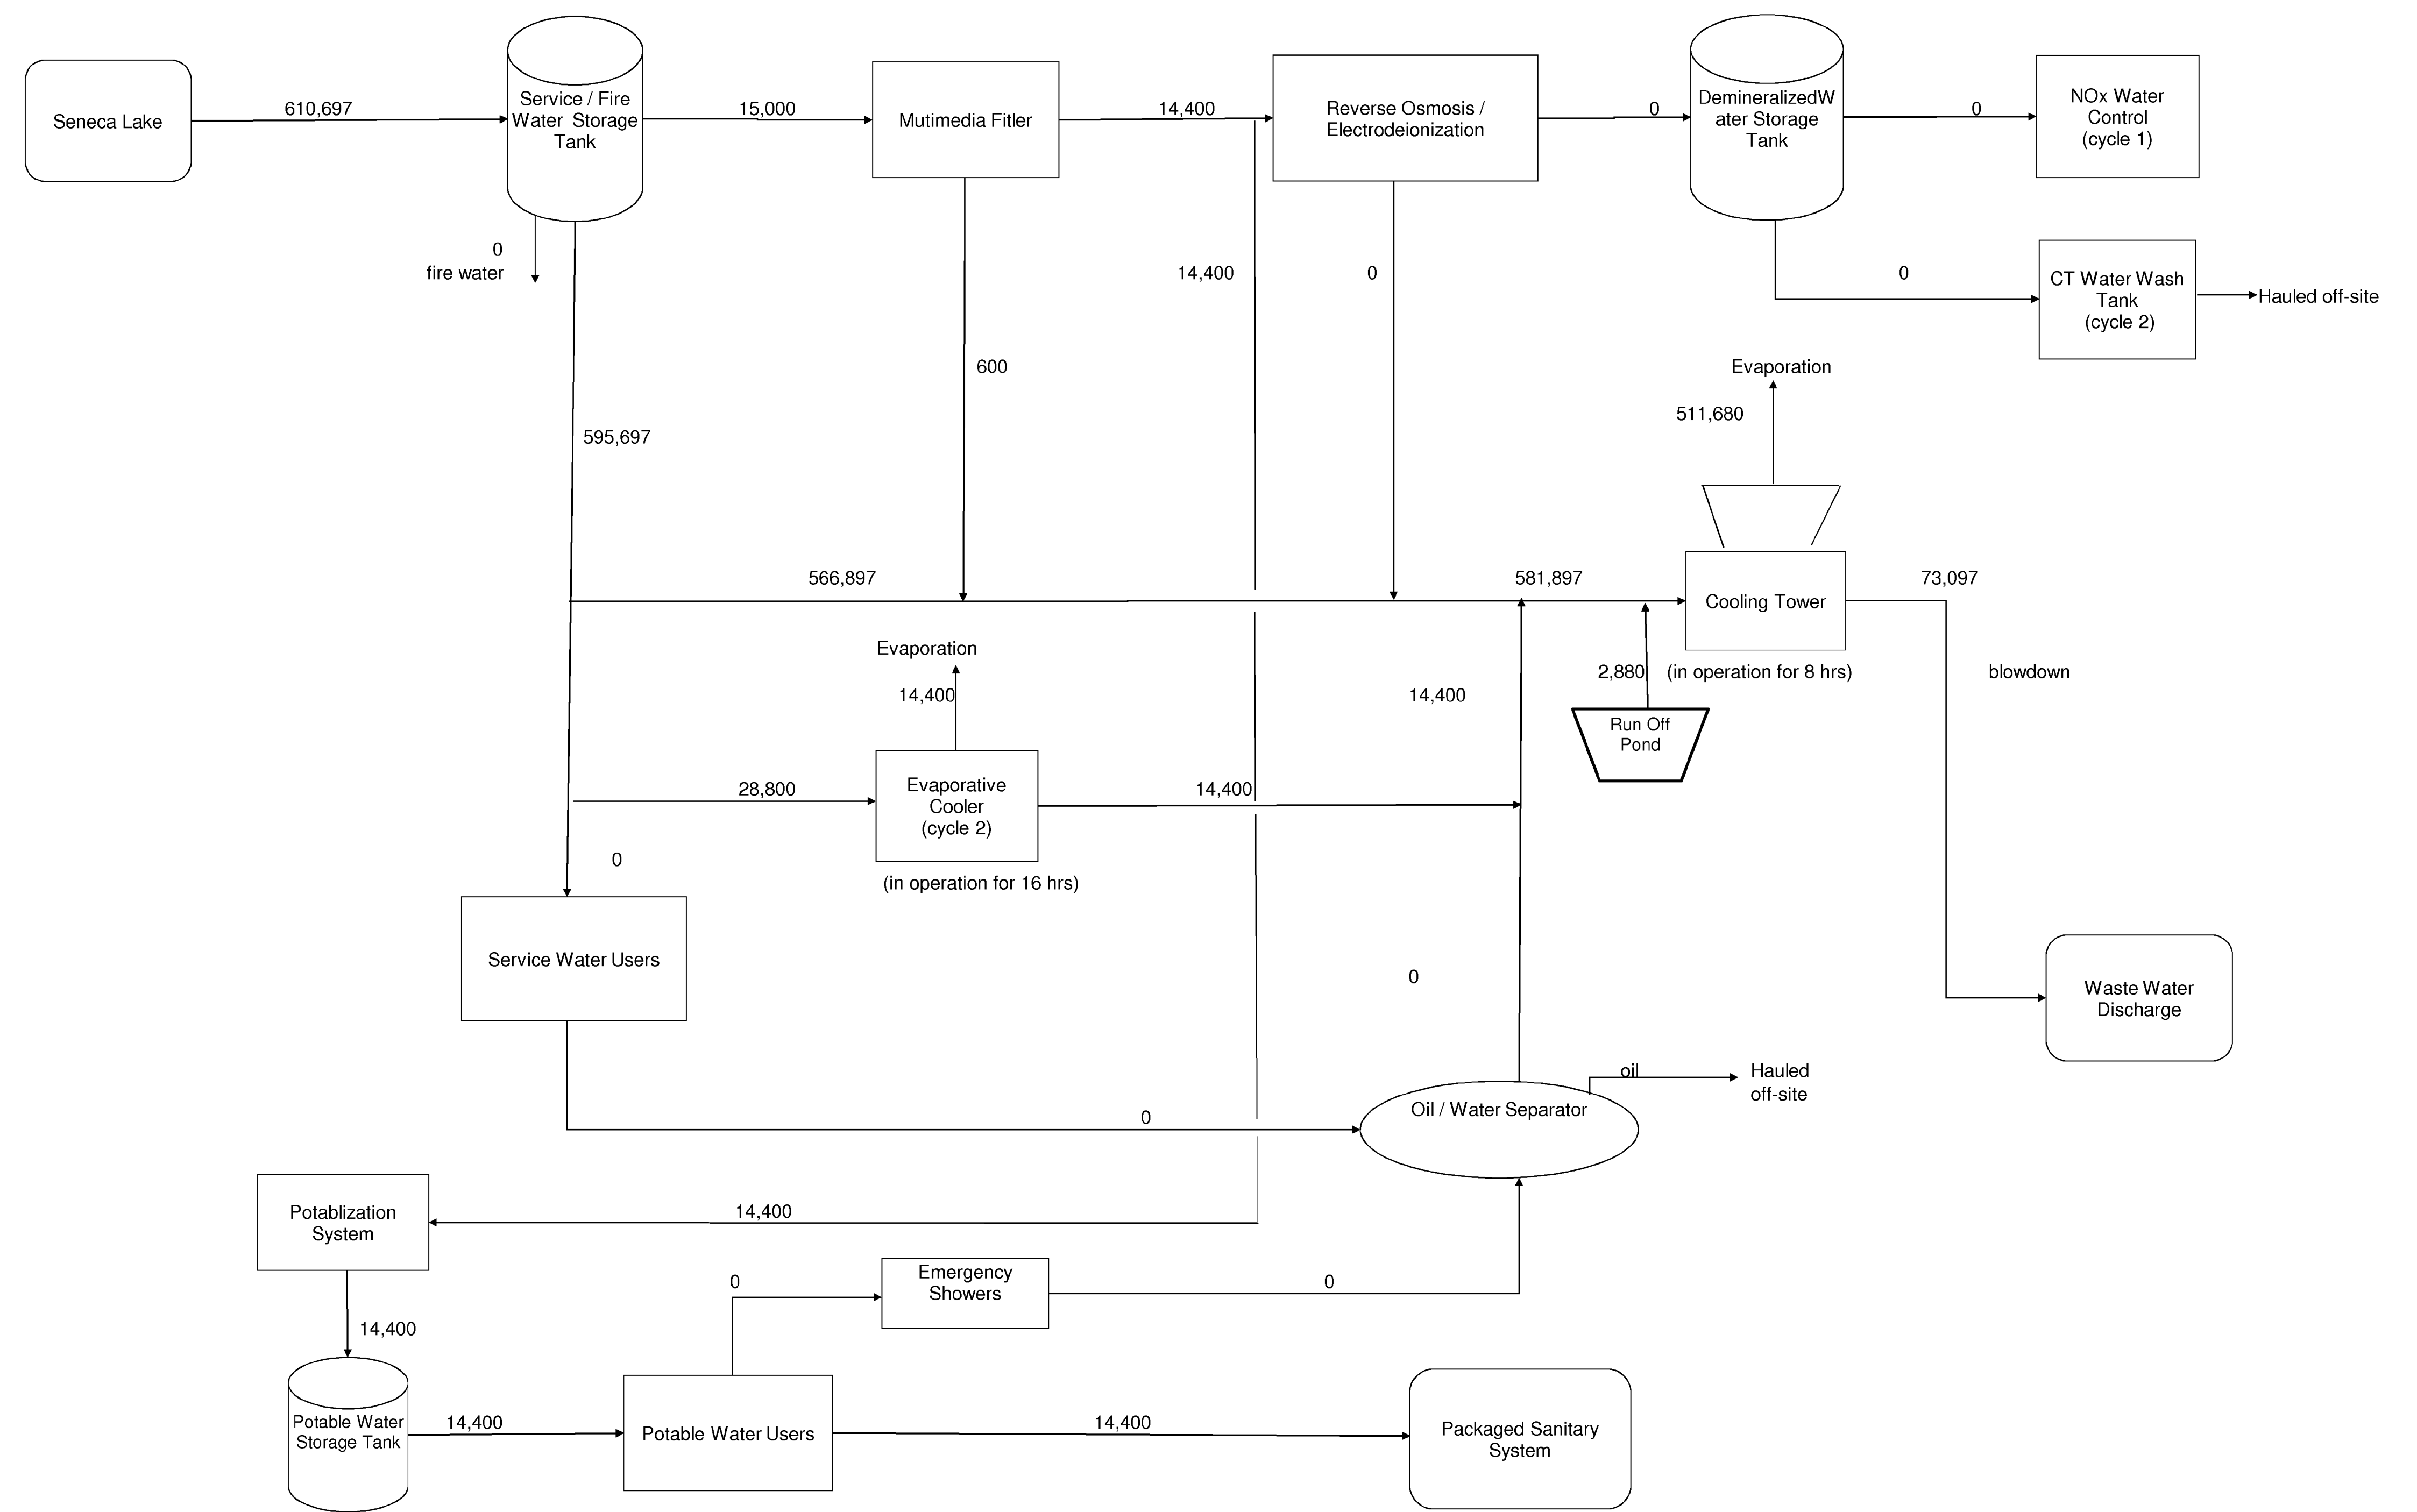 Seneca Lake
610,697
Service / Fire
Water Storage
Tank
15,000
Mutimedia Fitler
14,400
Reverse Osmosis /
Electrodeionization
0
DemineralizedW
ater Storage
Tank
0
NOx Water
Control
(cycle 1)
0
fire water
14,400
0
0
CT Water Wash
Tank
(cycle 2)
Hauled off-site
600
Evaporation
511,680
595,697
566,897
581,897
Cooling Tower
73,097
Evaporation
14,400
14,400
2,880
(in operation for 8 hrs)
blowdown
Run Off
Pond
28,800
Evaporative
Cooler
(cycle 2)
14,400
0
(in operation for 16 hrs)
Service Water Users
0
Waste Water
Discharge
oil
Hauled
off-site
0
Oil / Water Separator
Potablization
System
14,400
0
Emergency
Showers
0
14,400
Potable Water
Storage Tank
14,400
Potable Water Users
14,400
Packaged Sanitary
System